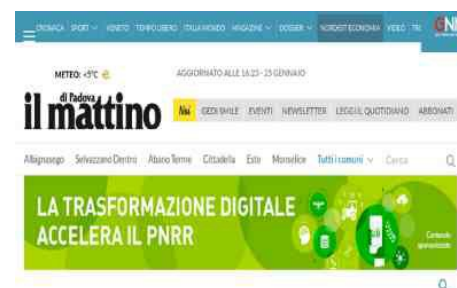 CRONACA SPORT VENETO TEMPO LIBERO ITALIA MONDO MAGAZINE DOSSIER NORDEST ECONOMIA VIDEO
METEO: +5°C
AGGIORNATO ALLE 16:23 - 25 GENNAIO
il mattino
di Padova
Noi GEDI SMILE EVENTI NEWSLETTER LEGGI IL QUOTIDIANO ABBONATI
Albignasego Selvazzano Dentro Abano Terme Cittadella Este Monselice Tutti i comuni Cerca
LA TRASFORMAZIONE DIGITALE
ACCELERA IL PNRR
Contenuto
sponsorizzato